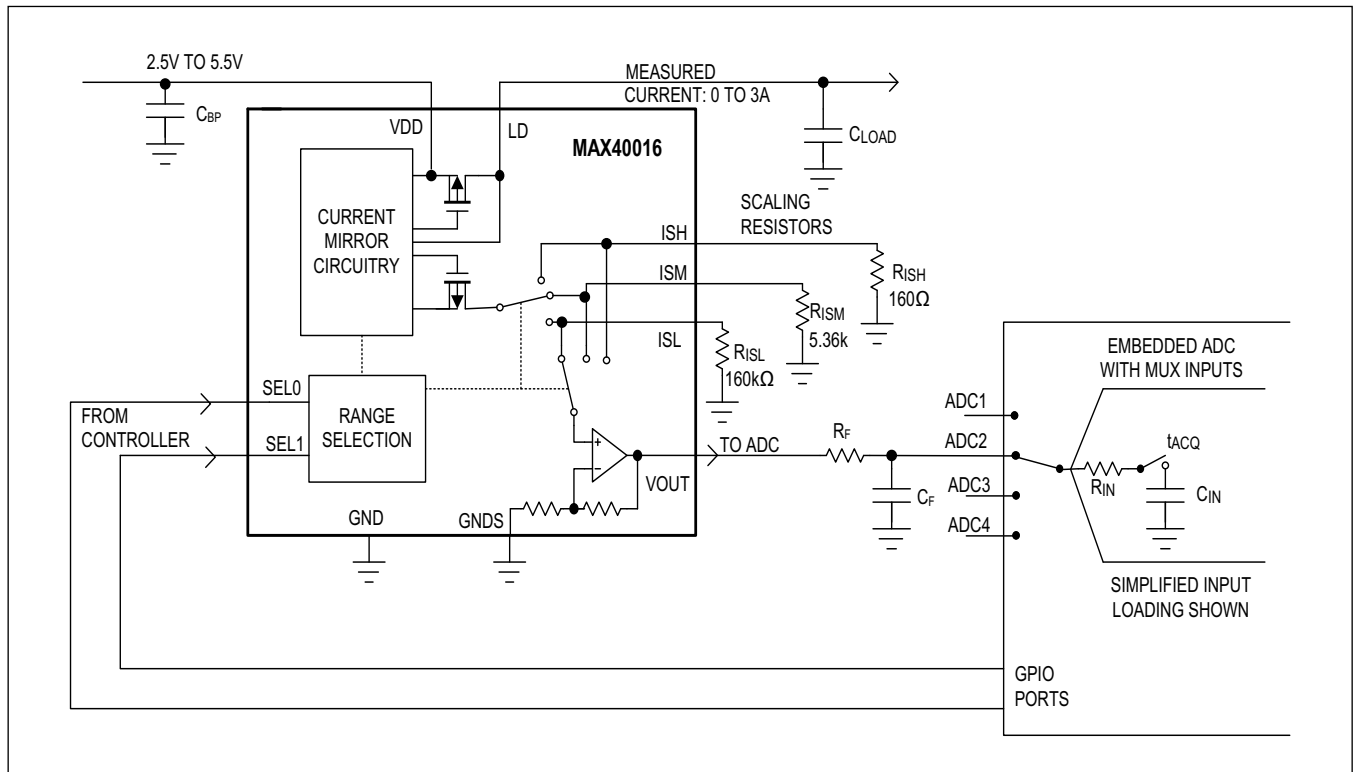 2.5V TO 5.5V
MEASURED
CURRENT: 0 TO 3A
CBP
VDD
LD
MAX40016
CLOAD
CURRENT
MIRROR
CIRCUITRY
SCALING
RESISTORS
ISH
RISH
160Ω
ISM
RISM
5.36k
ISL
RISL
160kΩ
EMBEDDED ADC
WITH MUX INPUTS
SEL0
FROM
CONTROLLER
SEL1
RANGE
SELECTION
TO ADC
RF
ADC1
ADC2
ADC3
ADC4
tACQ
RIN
CIN
CF
VOUT
GND
GNDS
SIMPLIFIED INPUT
LOADING SHOWN
GPIO
PORTS
+
−